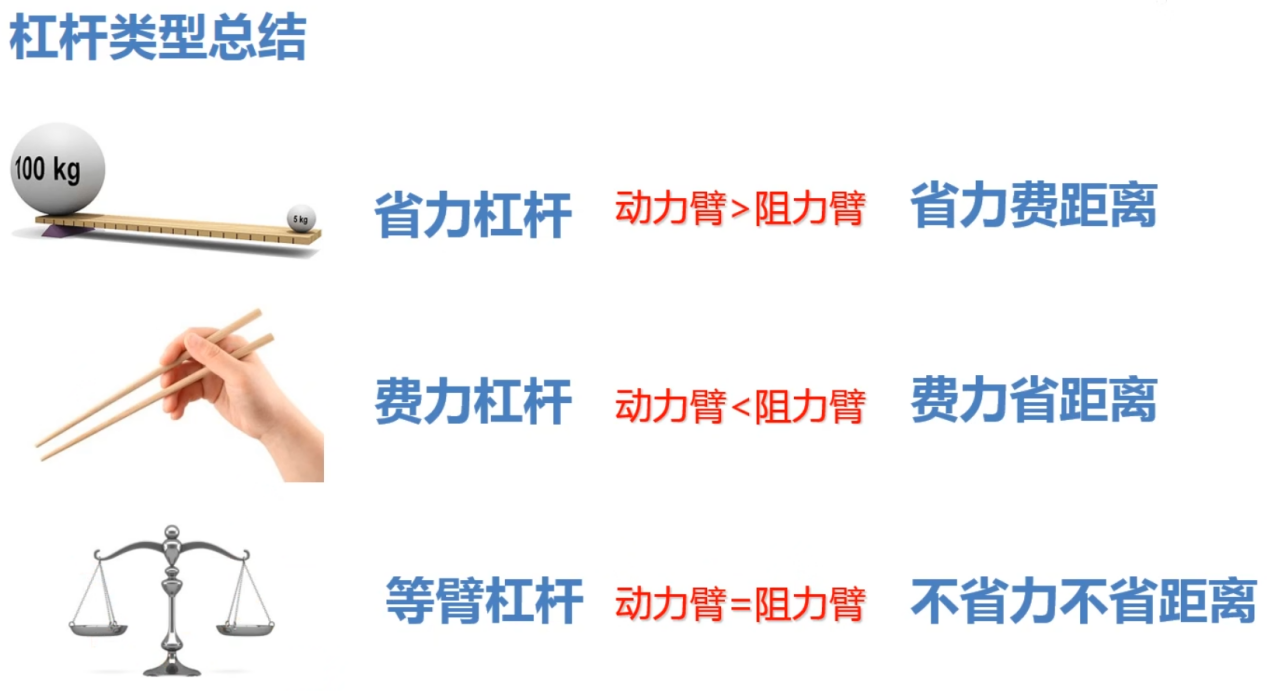 杠杆类型总结
100 kg
5 kg
省力杠杆 动力臂>阻力臂 省力费距离
费力杠杆 动力臂<阻力臂 费力省距离
等臂杠杆 动力臂=阻力臂 不省力不省距离